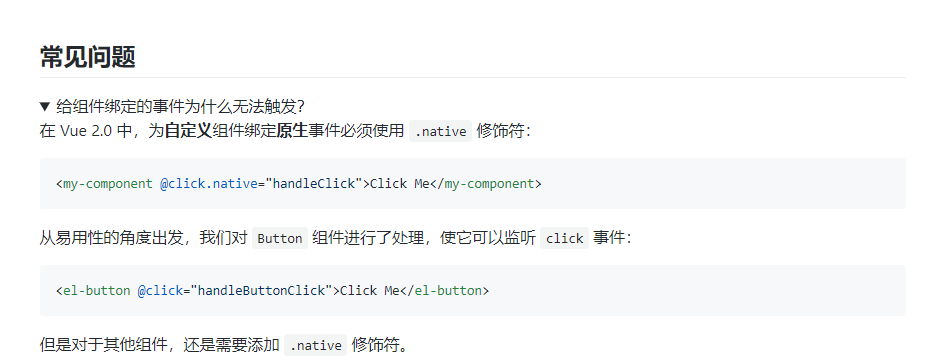 常见问题
▼ 给组件绑定的事件为什么无法触发?
在 Vue 2.0 中，为自定义组件绑定原生事件必须使用 .native 修饰符：
<my-component @click.native="handleClick">Click Me</my-component>
从易用性的角度出发，我们对 Button 组件进行了处理，使它可以监听 click 事件：
<el-button @click="handleButtonClick">Click Me</el-button>
但是对于其他组件，还是需要添加 .native 修饰符。